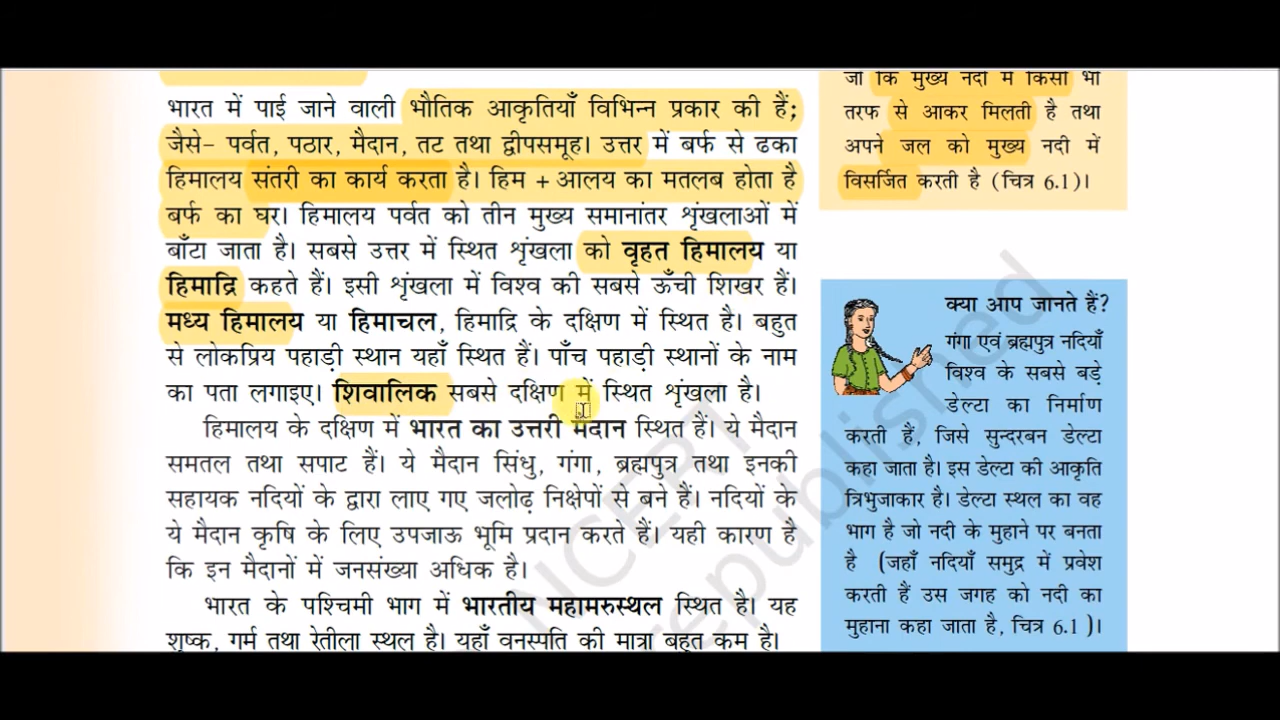 भारत में पाई जाने वाली भौतिक आकृतियाँ विभिन्न प्रकार की हैं;
जैसे– पर्वत, पठार, मैदान, तट तथा द्वीपसमूह। उत्तर में बर्फ से ढका
हिमालय संतरी का कार्य करता है। हिम + आलय का मतलब होता है
बर्फ का घर। हिमालय पर्वत को तीन मुख्य समानांतर शृंखलाओं में
बाँटा जाता है। सबसे उत्तर में स्थित शृंखला को वृहत हिमालय या
हिमाद्रि कहते हैं। इसी शृंखला में विश्व की सबसे ऊँची शिखर हैं।
मध्य हिमालय या हिमाचल, हिमाद्रि के दक्षिण में स्थित है। बहुत
से लोकप्रिय पहाड़ी स्थान यहाँ स्थित हैं। पाँच पहाड़ी स्थानों के नाम
का पता लगाइए। शिवालिक सबसे दक्षिण में स्थित शृंखला है।
हिमालय के दक्षिण में भारत का उत्तरी मैदान स्थित हैं। ये मैदान
समतल तथा सपाट हैं। ये मैदान सिंधु, गंगा, ब्रह्मपुत्र तथा इनकी
सहायक नदियों के द्वारा लाए गए जलोढ़ निक्षेपों से बने हैं। नदियों के
ये मैदान कृषि के लिए उपजाऊ भूमि प्रदान करते हैं। यही कारण है
कि इन मैदानों में जनसंख्या अधिक है।
भारत के पश्चिमी भाग में भारतीय महामरुस्थल स्थित है। यह
शुष्क, गर्म तथा रेतीला स्थल है। यहाँ वनस्पति की मात्रा बहुत कम है।
जो कि मुख्य नदी में किसी भी
तरफ से आकर मिलती है तथा
अपने जल को मुख्य नदी में
विसर्जित करती है (चित्र 6.1)।
क्या आप जानते हैं?
गंगा एवं ब्रह्मपुत्र नदियाँ
विश्व के सबसे बड़े
डेल्टा का निर्माण
करती हैं, जिसे सुन्दरबन डेल्टा
कहा जाता है। इस डेल्टा की आकृति
त्रिभुजाकार है। डेल्टा स्थल का वह
भाग है जो नदी के मुहाने पर बनता
है (जहाँ नदियाँ समुद्र में प्रवेश
करती हैं उस जगह को नदी का
मुहाना कहा जाता है, चित्र 6.1)।
NCERT
republished